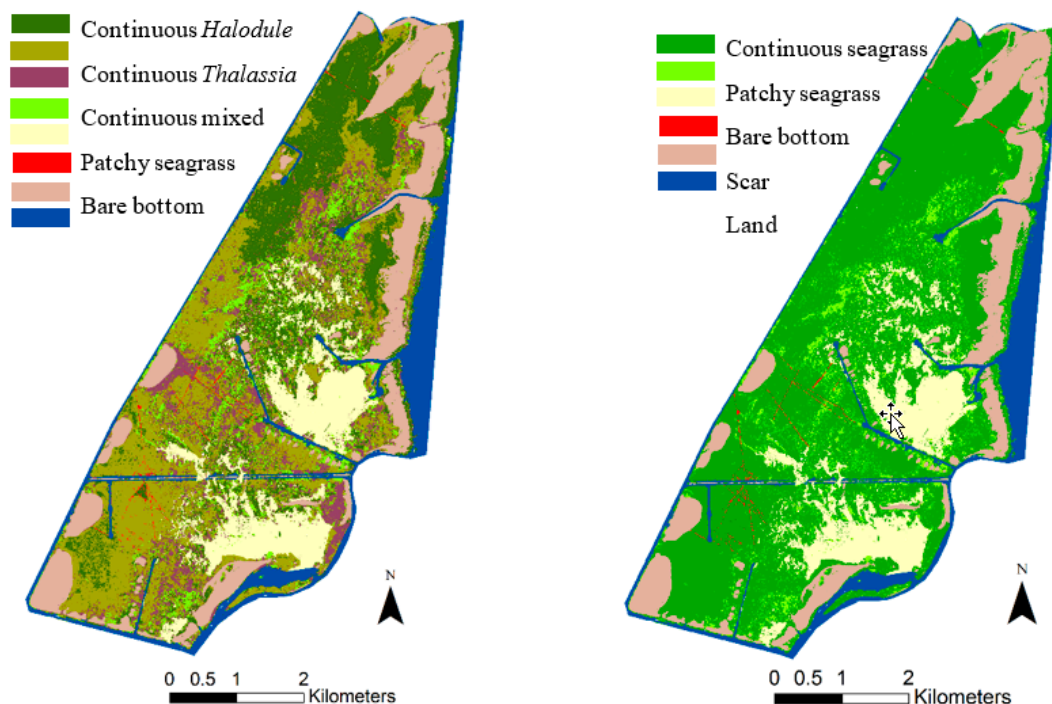 Continuous Halodule
Continuous Thalassia
Continuous mixed
Patchy seagrass
Bare bottom
N
0 0.5 1 2
Kilometers
Continuous seagrass
Patchy seagrass
Bare bottom
Scar
Land
N
0 0.5 1 2
Kilometers